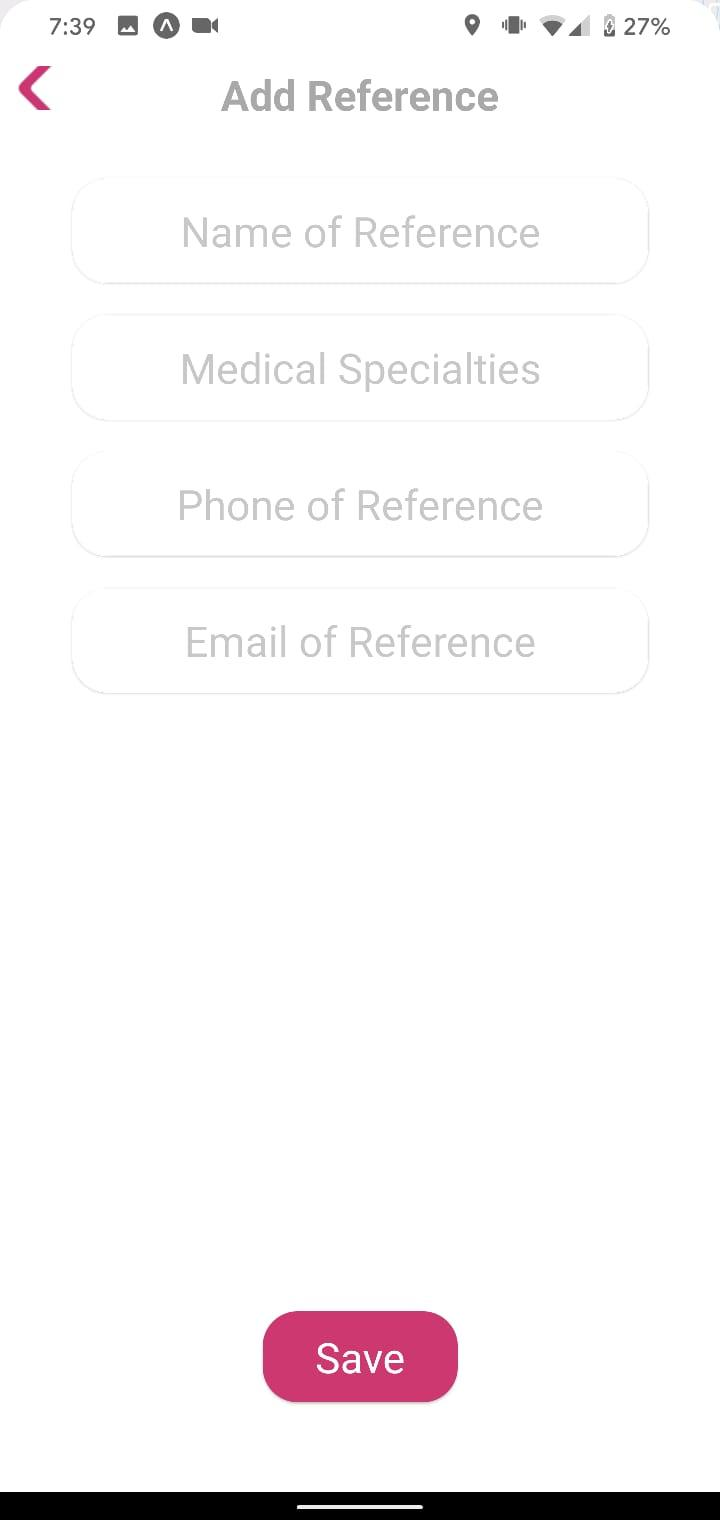 7:39 27%
Add Reference
Name of Reference
Medical Specialties
Phone of Reference
Email of Reference
Save